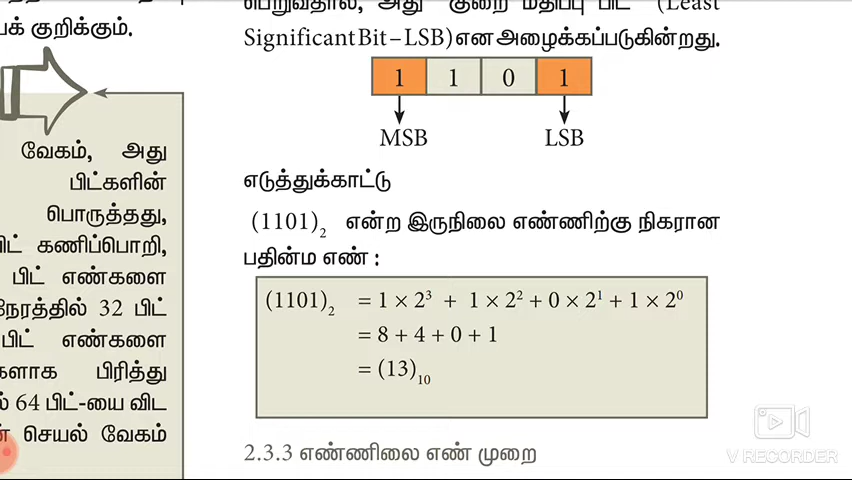 க் குறிக்கும்.
வேகம், அது
பிட்களின்
பொருத்தது,
கணிப்பொறி,
பிட் எண்களை
நேரத்தில் 32 பிட்
பிட் எண்களை
பிரித்து
64 பிட்-யை விட
செயல் வேகம்
பெறுவதால், அது குறை மதிப்பு பிட் (Least
Significant Bit – LSB) என அழைக்கப்படுகின்றது.
1 1 0 1
MSB LSB
எடுத்துக்காட்டு
(1101)₂ என்ற இருநிலை எண்ணிற்கு நிகரான
பதின்ம எண் :
(1101)₂ = 1 × 2³ + 1 × 2² + 0 × 2¹ + 1 × 2⁰
= 8 + 4 + 0 + 1
= (13)₁₀
2.3.3 எண்ணிலை எண் முறை
V RECORDER